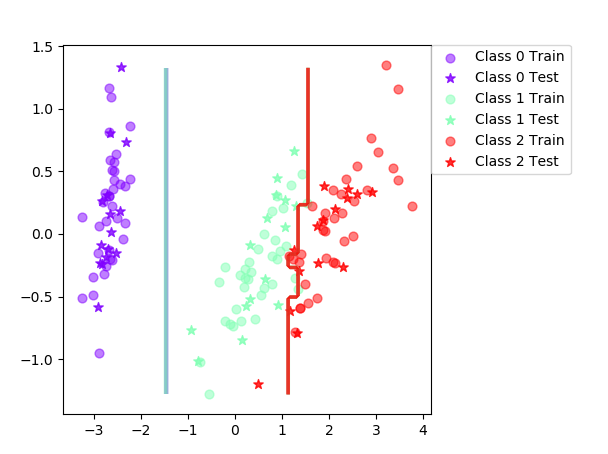 1.5
1.0
0.5
0.0
−0.5
−1.0
−3 −2 −1 0 1 2 3 4
Class 0 Train
Class 0 Test
Class 1 Train
Class 1 Test
Class 2 Train
Class 2 Test